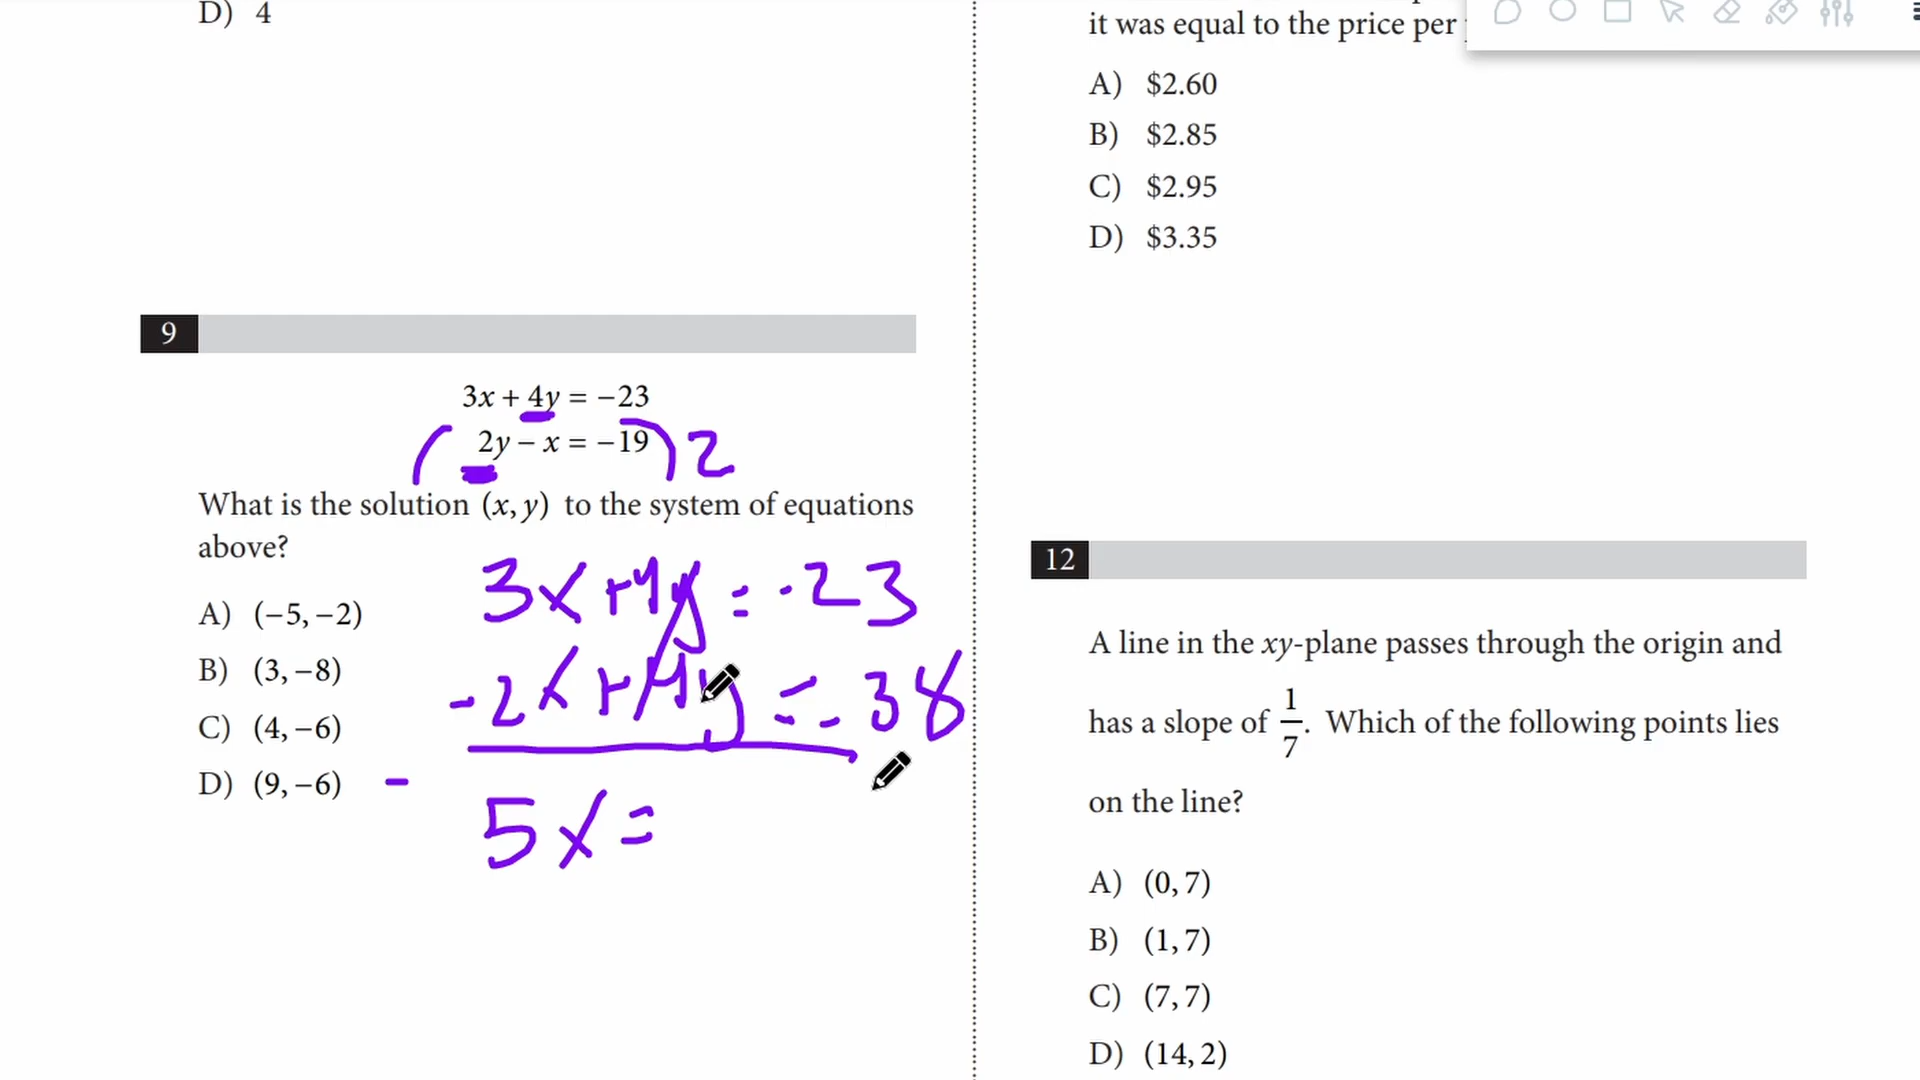 D) 4
9
3x + 4y = −23
2y − x = −19
2
What is the solution (x, y) to the system of equations
above?
A) (−5, −2)
B) (3, −8)
C) (4, −6)
D) (9, −6)
3x+4y=-23
-2x+4y=-38
-
5x=
it was equal to the price per
A) $2.60
B) $2.85
C) $2.95
D) $3.35
12
A line in the xy-plane passes through the origin and
has a slope of 1/7. Which of the following points lies
on the line?
A) (0, 7)
B) (1, 7)
C) (7, 7)
D) (14, 2)